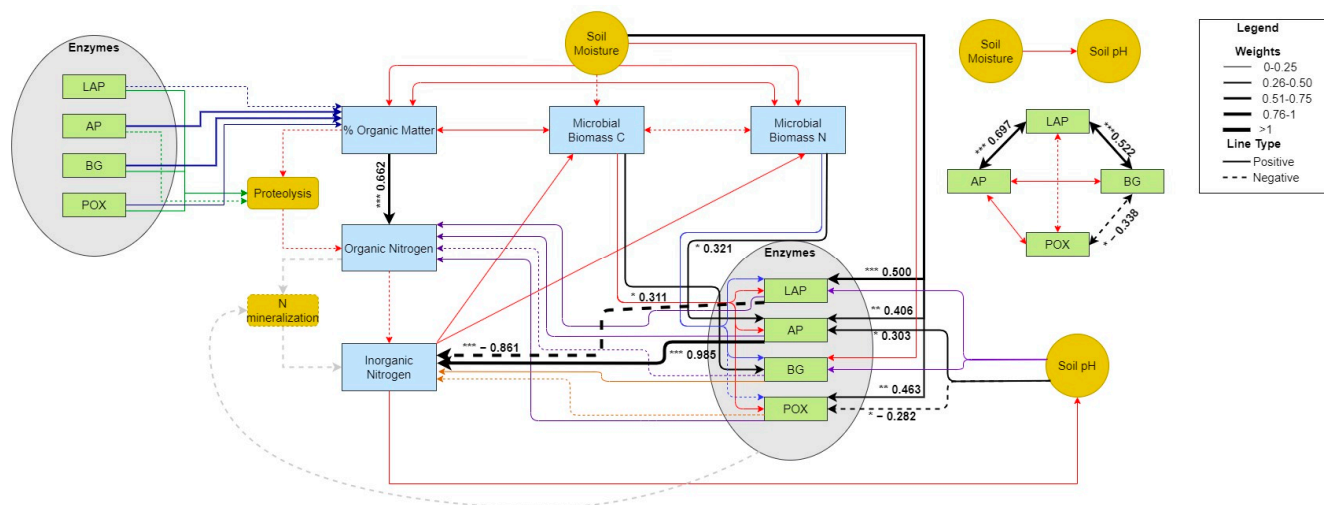 Enzymes
LAP
AP
BG
POX
Soil
Moisture
% Organic Matter
Microbial
Biomass C
Microbial
Biomass N
Proteolysis
*** 0.662
Organic Nitrogen
N
mineralization
Inorganic
Nitrogen
* 0.321
* 0.311
*** − 0.861
*** 0.985
Enzymes
LAP
AP
BG
POX
*** 0.500
** 0.406
* 0.303
** 0.463
* − 0.282
Soil pH
Soil
Moisture
Soil pH
LAP
AP
BG
POX
*** 0.697
***0.522
* − 0.338
Legend
Weights
0-0.25
0.26-0.50
0.51-0.75
0.76-1
>1
Line Type
Positive
Negative